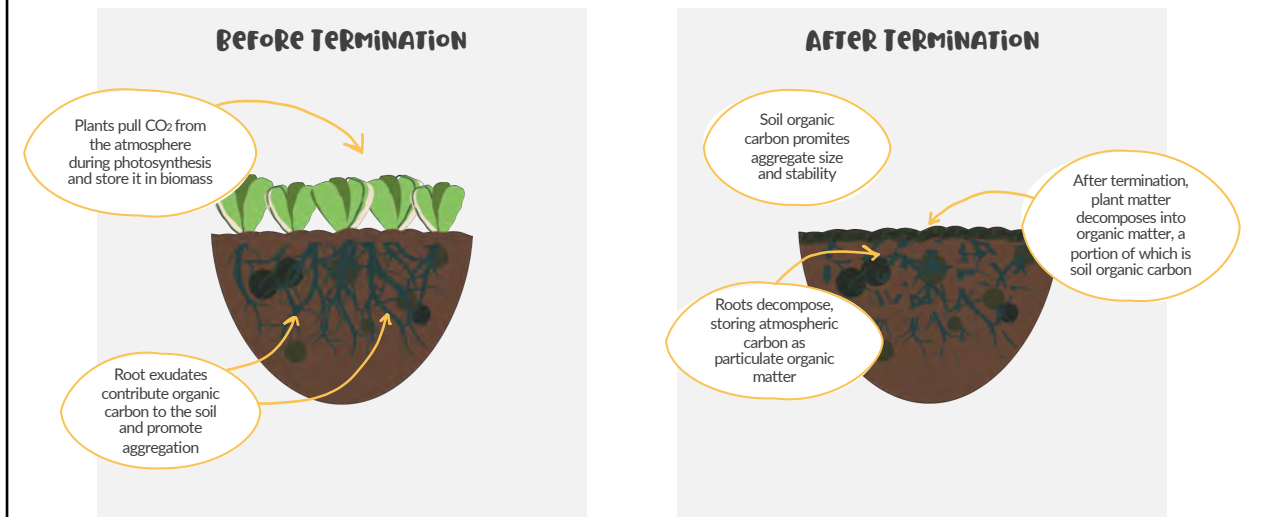 BEFORE TERMINATION
Plants pull CO2 from
the atmosphere
during photosynthesis
and store it in biomass
Root exudates
contribute organic
carbon to the soil
and promote
aggregation
AFTER TERMINATION
Soil organic
carbon promites
aggregate size
and stability
After termination,
plant matter
decomposes into
organic matter, a
portion of which is
soil organic carbon
Roots decompose,
storing atmospheric
carbon as
particulate organic
matter